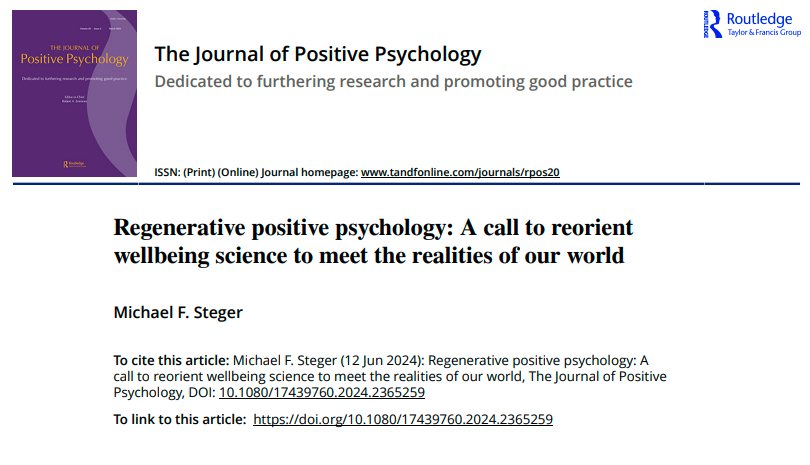 THE JOURNAL OF
Positive Psychology
Dedicated to furthering research and promoting good practice
ROUTLEDGE
Routledge
Taylor & Francis Group
The Journal of Positive Psychology
Dedicated to furthering research and promoting good practice
Routledge
ISSN: (Print) (Online) Journal homepage: www.tandfonline.com/journals/rpos20
Regenerative positive psychology: A call to reorient
wellbeing science to meet the realities of our world
Michael F. Steger
To cite this article: Michael F. Steger (12 Jun 2024): Regenerative positive psychology: A
call to reorient wellbeing science to meet the realities of our world, The Journal of Positive
Psychology, DOI: 10.1080/17439760.2024.2365259
To link to this article: https://doi.org/10.1080/17439760.2024.2365259